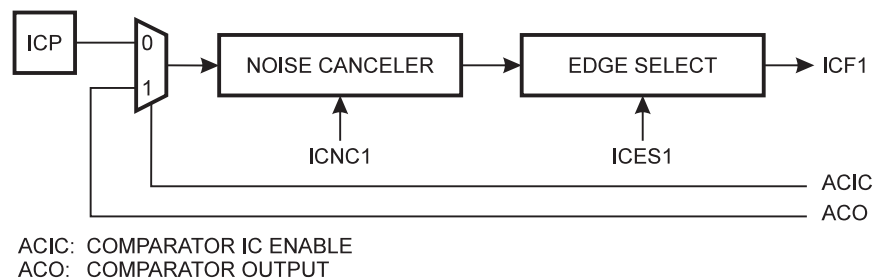 ICP
0
1
NOISE CANCELER
EDGE SELECT
ICF1
ICNC1
ICES1
ACIC
ACO
ACIC: COMPARATOR IC ENABLE
ACO: COMPARATOR OUTPUT